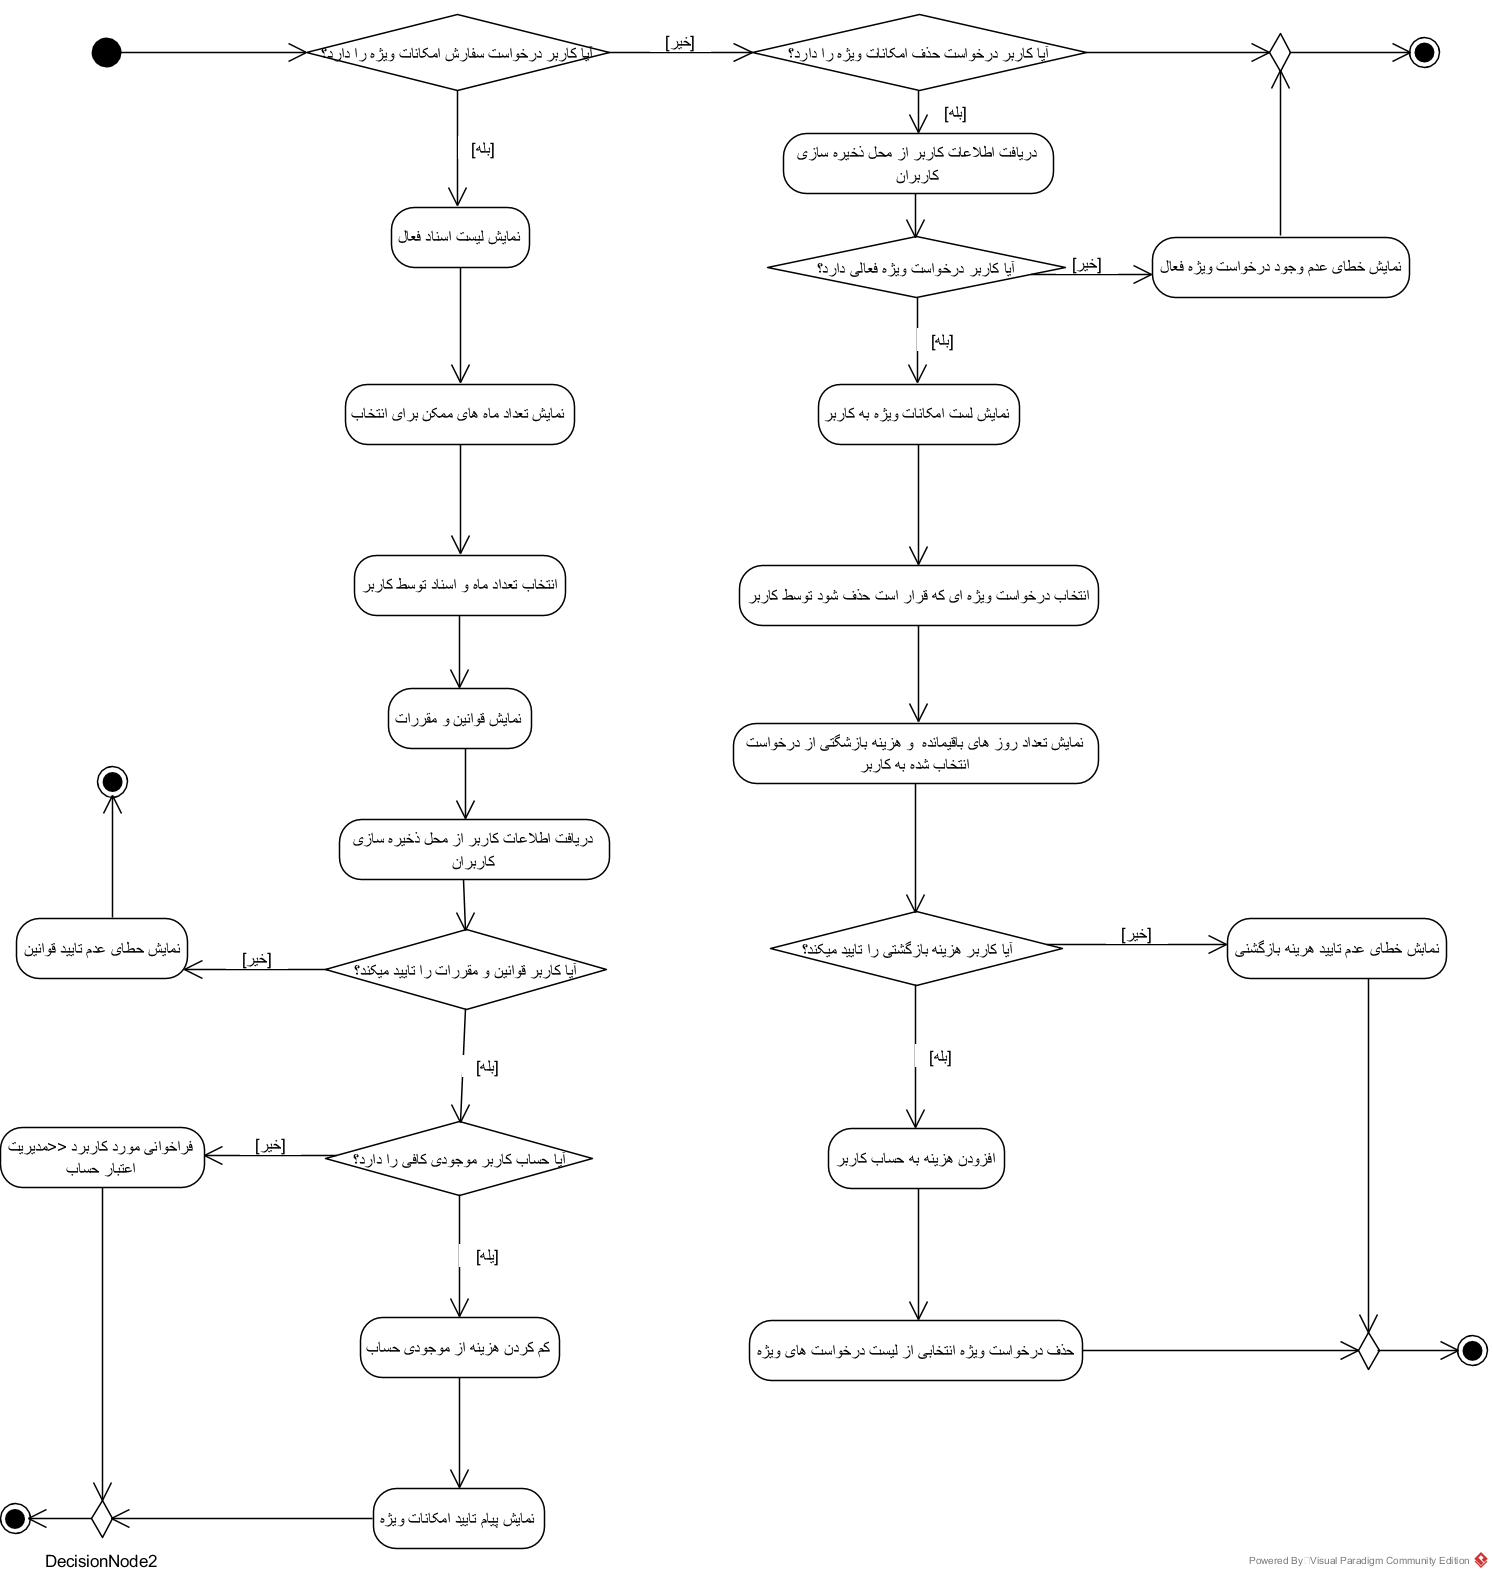 آیا کاربر درخواست سفارش امکانات ویژه را دارد؟
[خیر]
آیا کاربر درخواست حذف امکانات ویژه را دارد؟
[بله]
[بله]
دریافت اطلاعات کاربر از محل ذخیره سازی
کاربران
نمایش لیست اسناد فعال
آیا کاربر درخواست ویژه فعالی دارد؟
[خیر]
نمایش خطای عدم وجود درخواست ویژه فعال
[بله]
نمایش تعداد ماه های ممکن برای انتخاب
نمایش لست امکانات ویژه به کاربر
انتخاب تعداد ماه و اسناد توسط کاربر
انتخاب درخواست ویژه ای که قرار است حذف شود توسط کاربر
نمایش قوانین و مقررات
نمایش تعداد روز های باقیمانده و هزینه بازشگتی از درخواست
انتخاب شده به کاربر
دریافت اطلاعات کاربر از محل ذخیره سازی
کاربران
نمایش حطای عدم تایید قوانین
[خیر]
آیا کاربر قوانین و مقررات را تایید میکند؟
آیا کاربر هزینه بازگشتی را تایید میکند؟
[خیر]
نمابش خطای عدم تایید هرینه بازگشنی
[بله]
[بله]
فراخوانی مورد کاربرد <<مدیریت
اعتبار حساب
[خیر]
آیا حساب کاربر موجودی کافی را دارد؟
افزودن هزینه به حساب کاربر
[یله]
کم کردن هزینه از موجودی حساب
حذف درخواست ویژه انتخابی از لیست درخواست های ویژه
نمایش پیام تایید امکانات ویژه
DecisionNode2
Powered By Visual Paradigm Community Edition